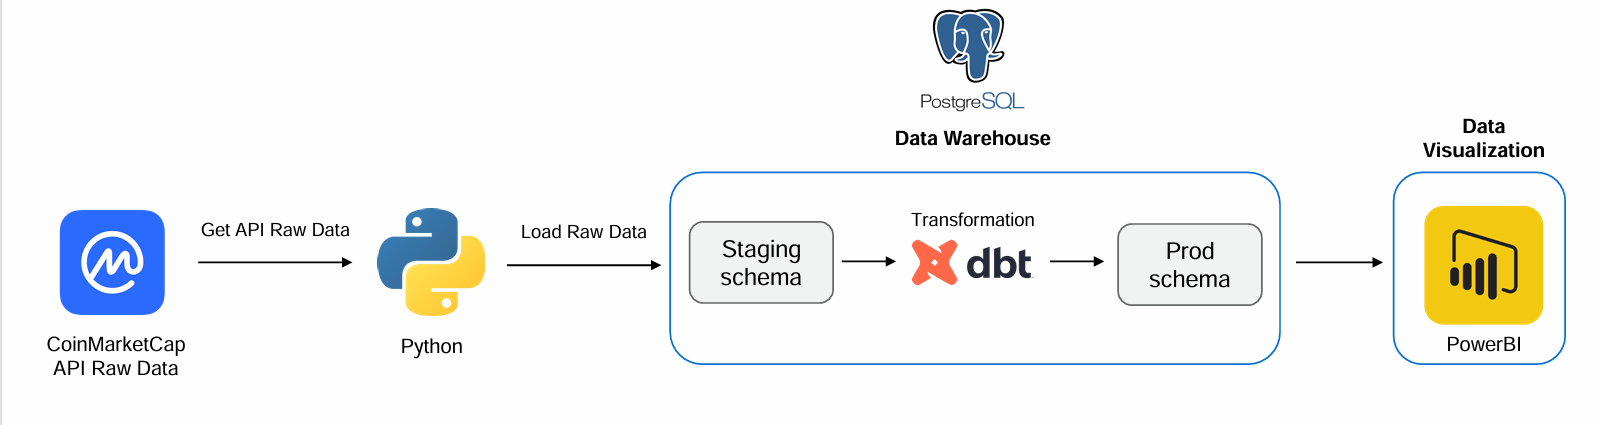 PostgreSQL
Data Warehouse
Data
Visualization
Get API Raw Data
Load Raw Data
Transformation
Staging
schema
dbt
Prod
schema
CoinMarketCap
API Raw Data
Python
PowerBI